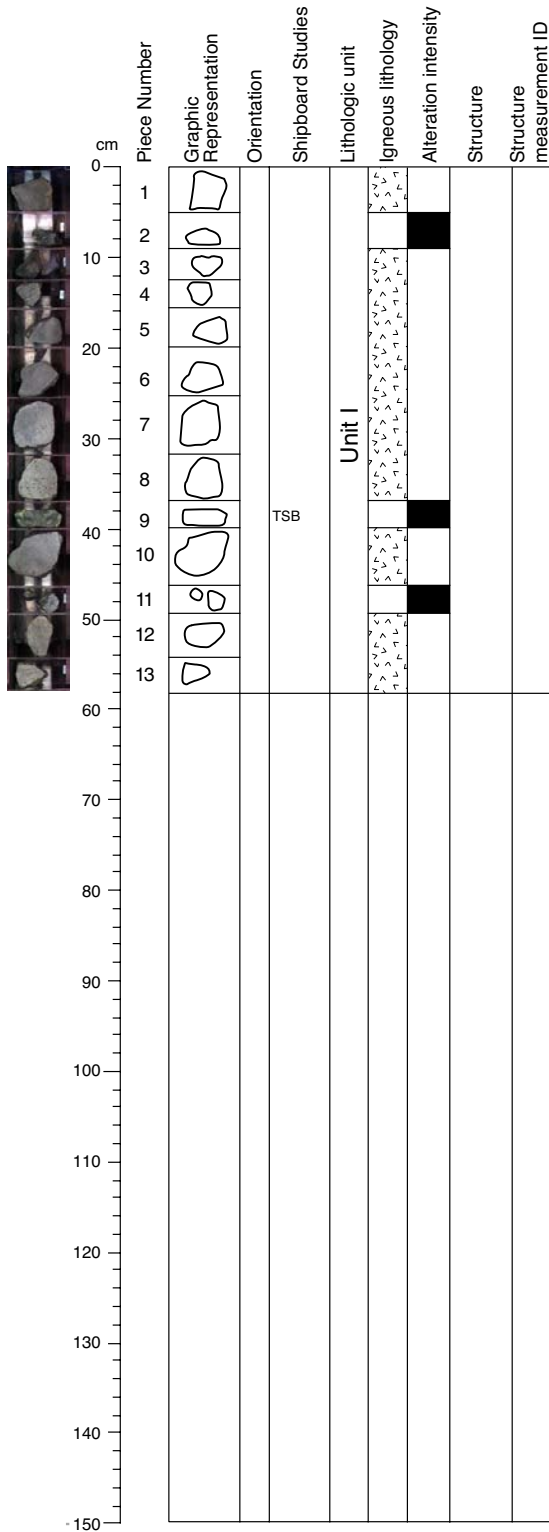 cm
Piece Number
Graphic
Representation
Orientation
Shipboard Studies
Lithologic unit
Igneous lithology
Alteration intensity
Structure
Structure
measurement ID
0
1
2
10
3
4
5
20
6
7
30
Unit I
8
9
TSB
40
10
11
50
12
13
60
70
80
90
100
110
120
130
140
150